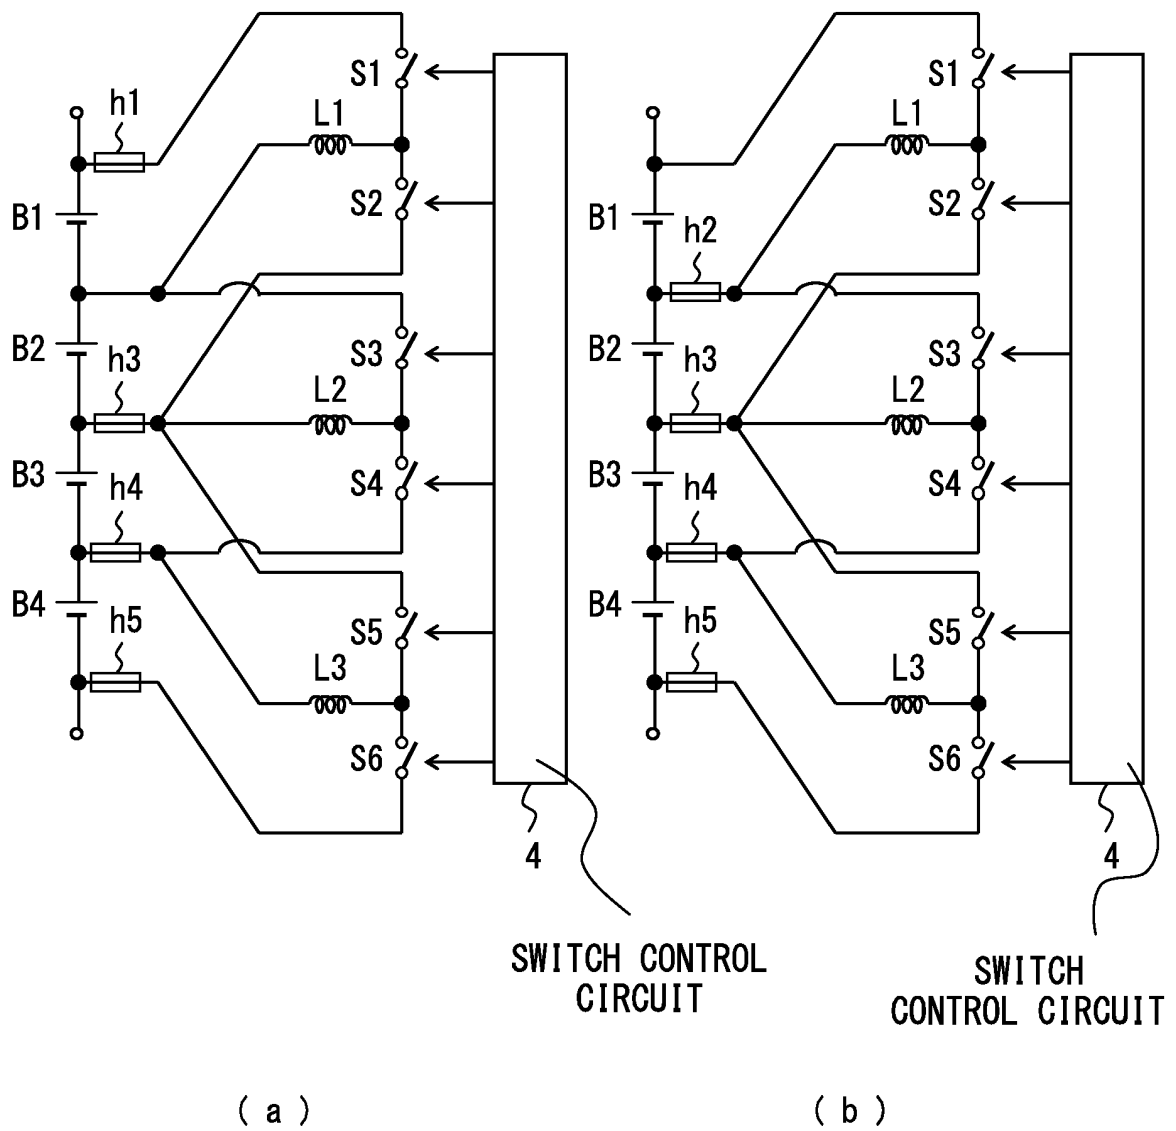 S1
h1
L1
S2
B1
B2
S3
h3
L2
B3
S4
h4
B4
h5
S5
L3
S6
4
SWITCH CONTROL
CIRCUIT
( a )
S1
L1
S2
B1
h2
B2
S3
h3
L2
B3
S4
h4
B4
h5
S5
L3
S6
4
SWITCH
CONTROL CIRCUIT
( b )